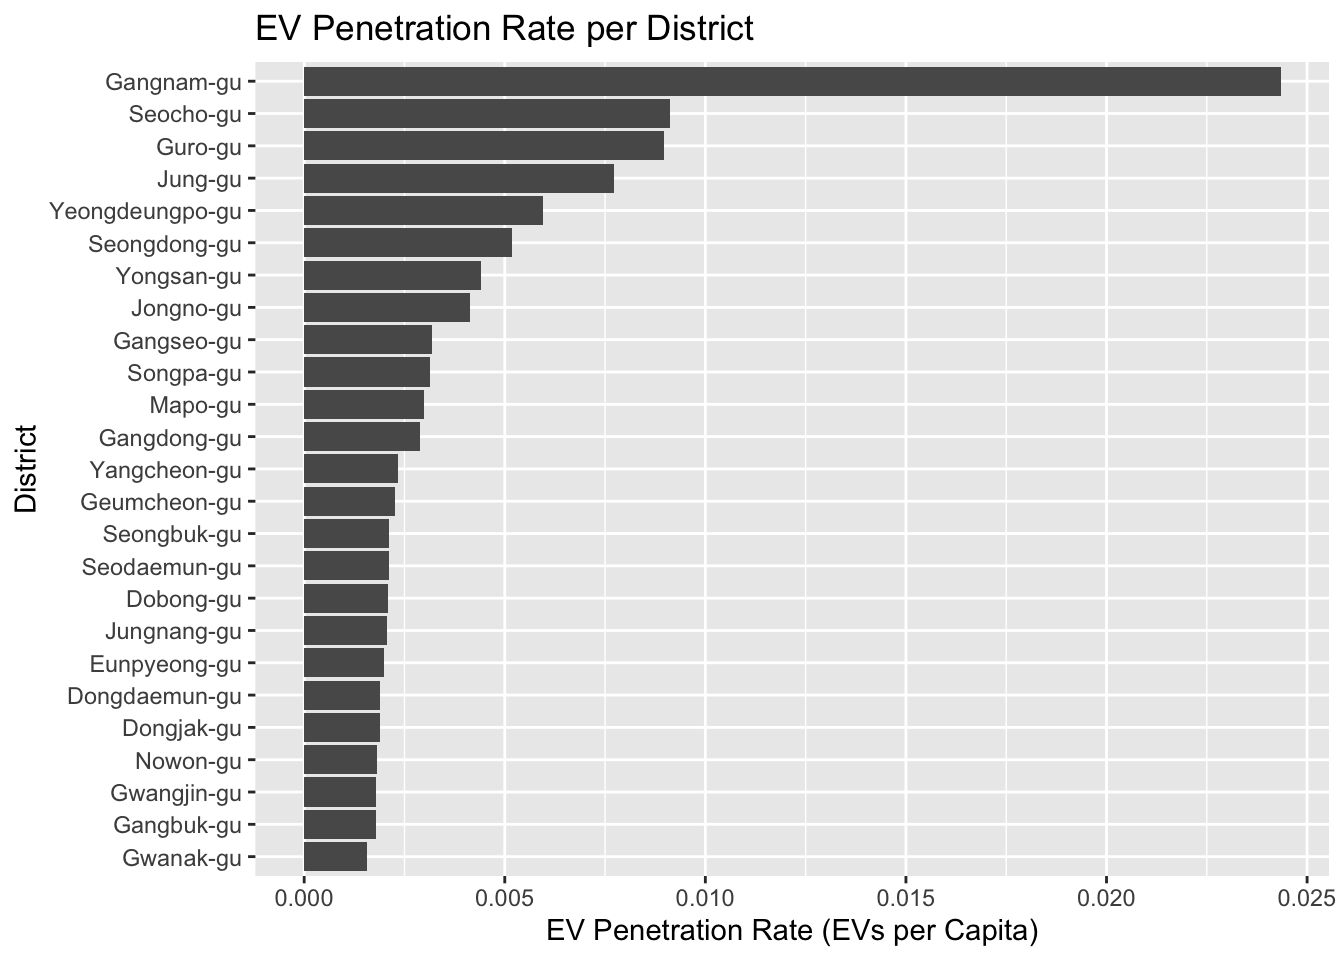 EV Penetration Rate per District
Gangnam-gu
Seocho-gu
Guro-gu
Jung-gu
Yeongdeungpo-gu
Seongdong-gu
Yongsan-gu
Jongno-gu
Gangseo-gu
Songpa-gu
Mapo-gu
Gangdong-gu
Yangcheon-gu
Geumcheon-gu
Seongbuk-gu
Seodaemun-gu
Dobong-gu
Jungnang-gu
Eunpyeong-gu
Dongdaemun-gu
Dongjak-gu
Nowon-gu
Gwangjin-gu
Gangbuk-gu
Gwanak-gu
District
0.000 0.005 0.010 0.015 0.020 0.025
EV Penetration Rate (EVs per Capita)